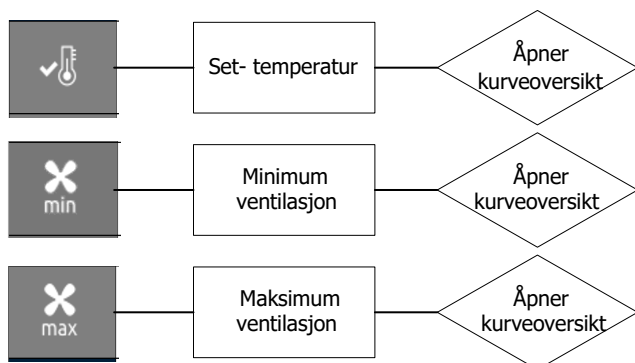 Set- temperatur
Åpner
kurveoversikt
min
Minimum
ventilasjon
Åpner
kurveoversikt
max
Maksimum
ventilasjon
Åpner
kurveoversikt